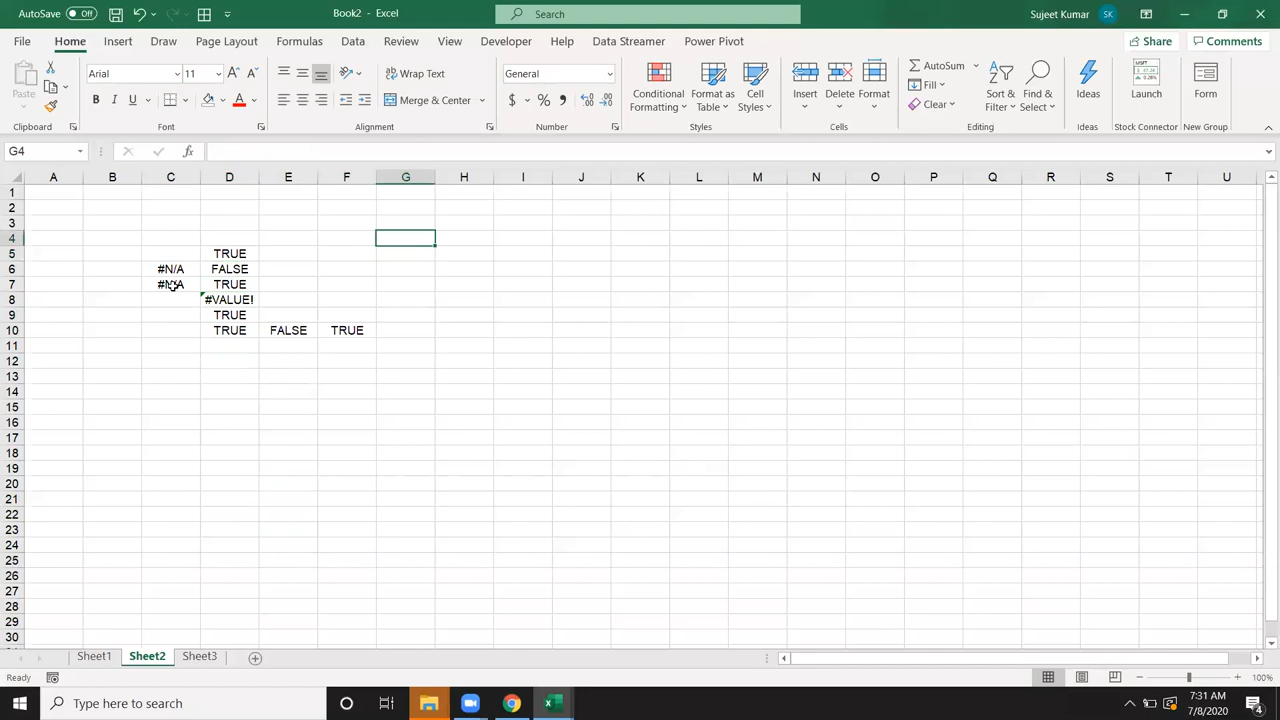 AutoSave Off Book2 - Excel Search Sujeet Kumar SK
File Home Insert Draw Page Layout Formulas Data Review View Developer Help Data Streamer Power Pivot Share Comments
Paste Arial 11 Wrap Text General Conditional Formatting Format as Table Cell Styles Insert Delete Format AutoSum Fill Clear Sort & Filter Find & Select Ideas Launch Form
B I U Merge & Center $ %
Clipboard Font Alignment Number Styles Cells Editing Ideas Stock Connector New Group
G4 fx
A B C D E F G H I J K L M N O P Q R S T U
1
2
3
4
5 TRUE
6 #N/A FALSE
7 #N/A TRUE
8 #VALUE!
9 TRUE
10 TRUE FALSE TRUE
11
12
13
14
15
16
17
18
19
20
21
22
23
24
25
26
27
28
29
30
Sheet1 Sheet2 Sheet3
Ready 100%
Type here to search 7:31 AM
7/8/2020